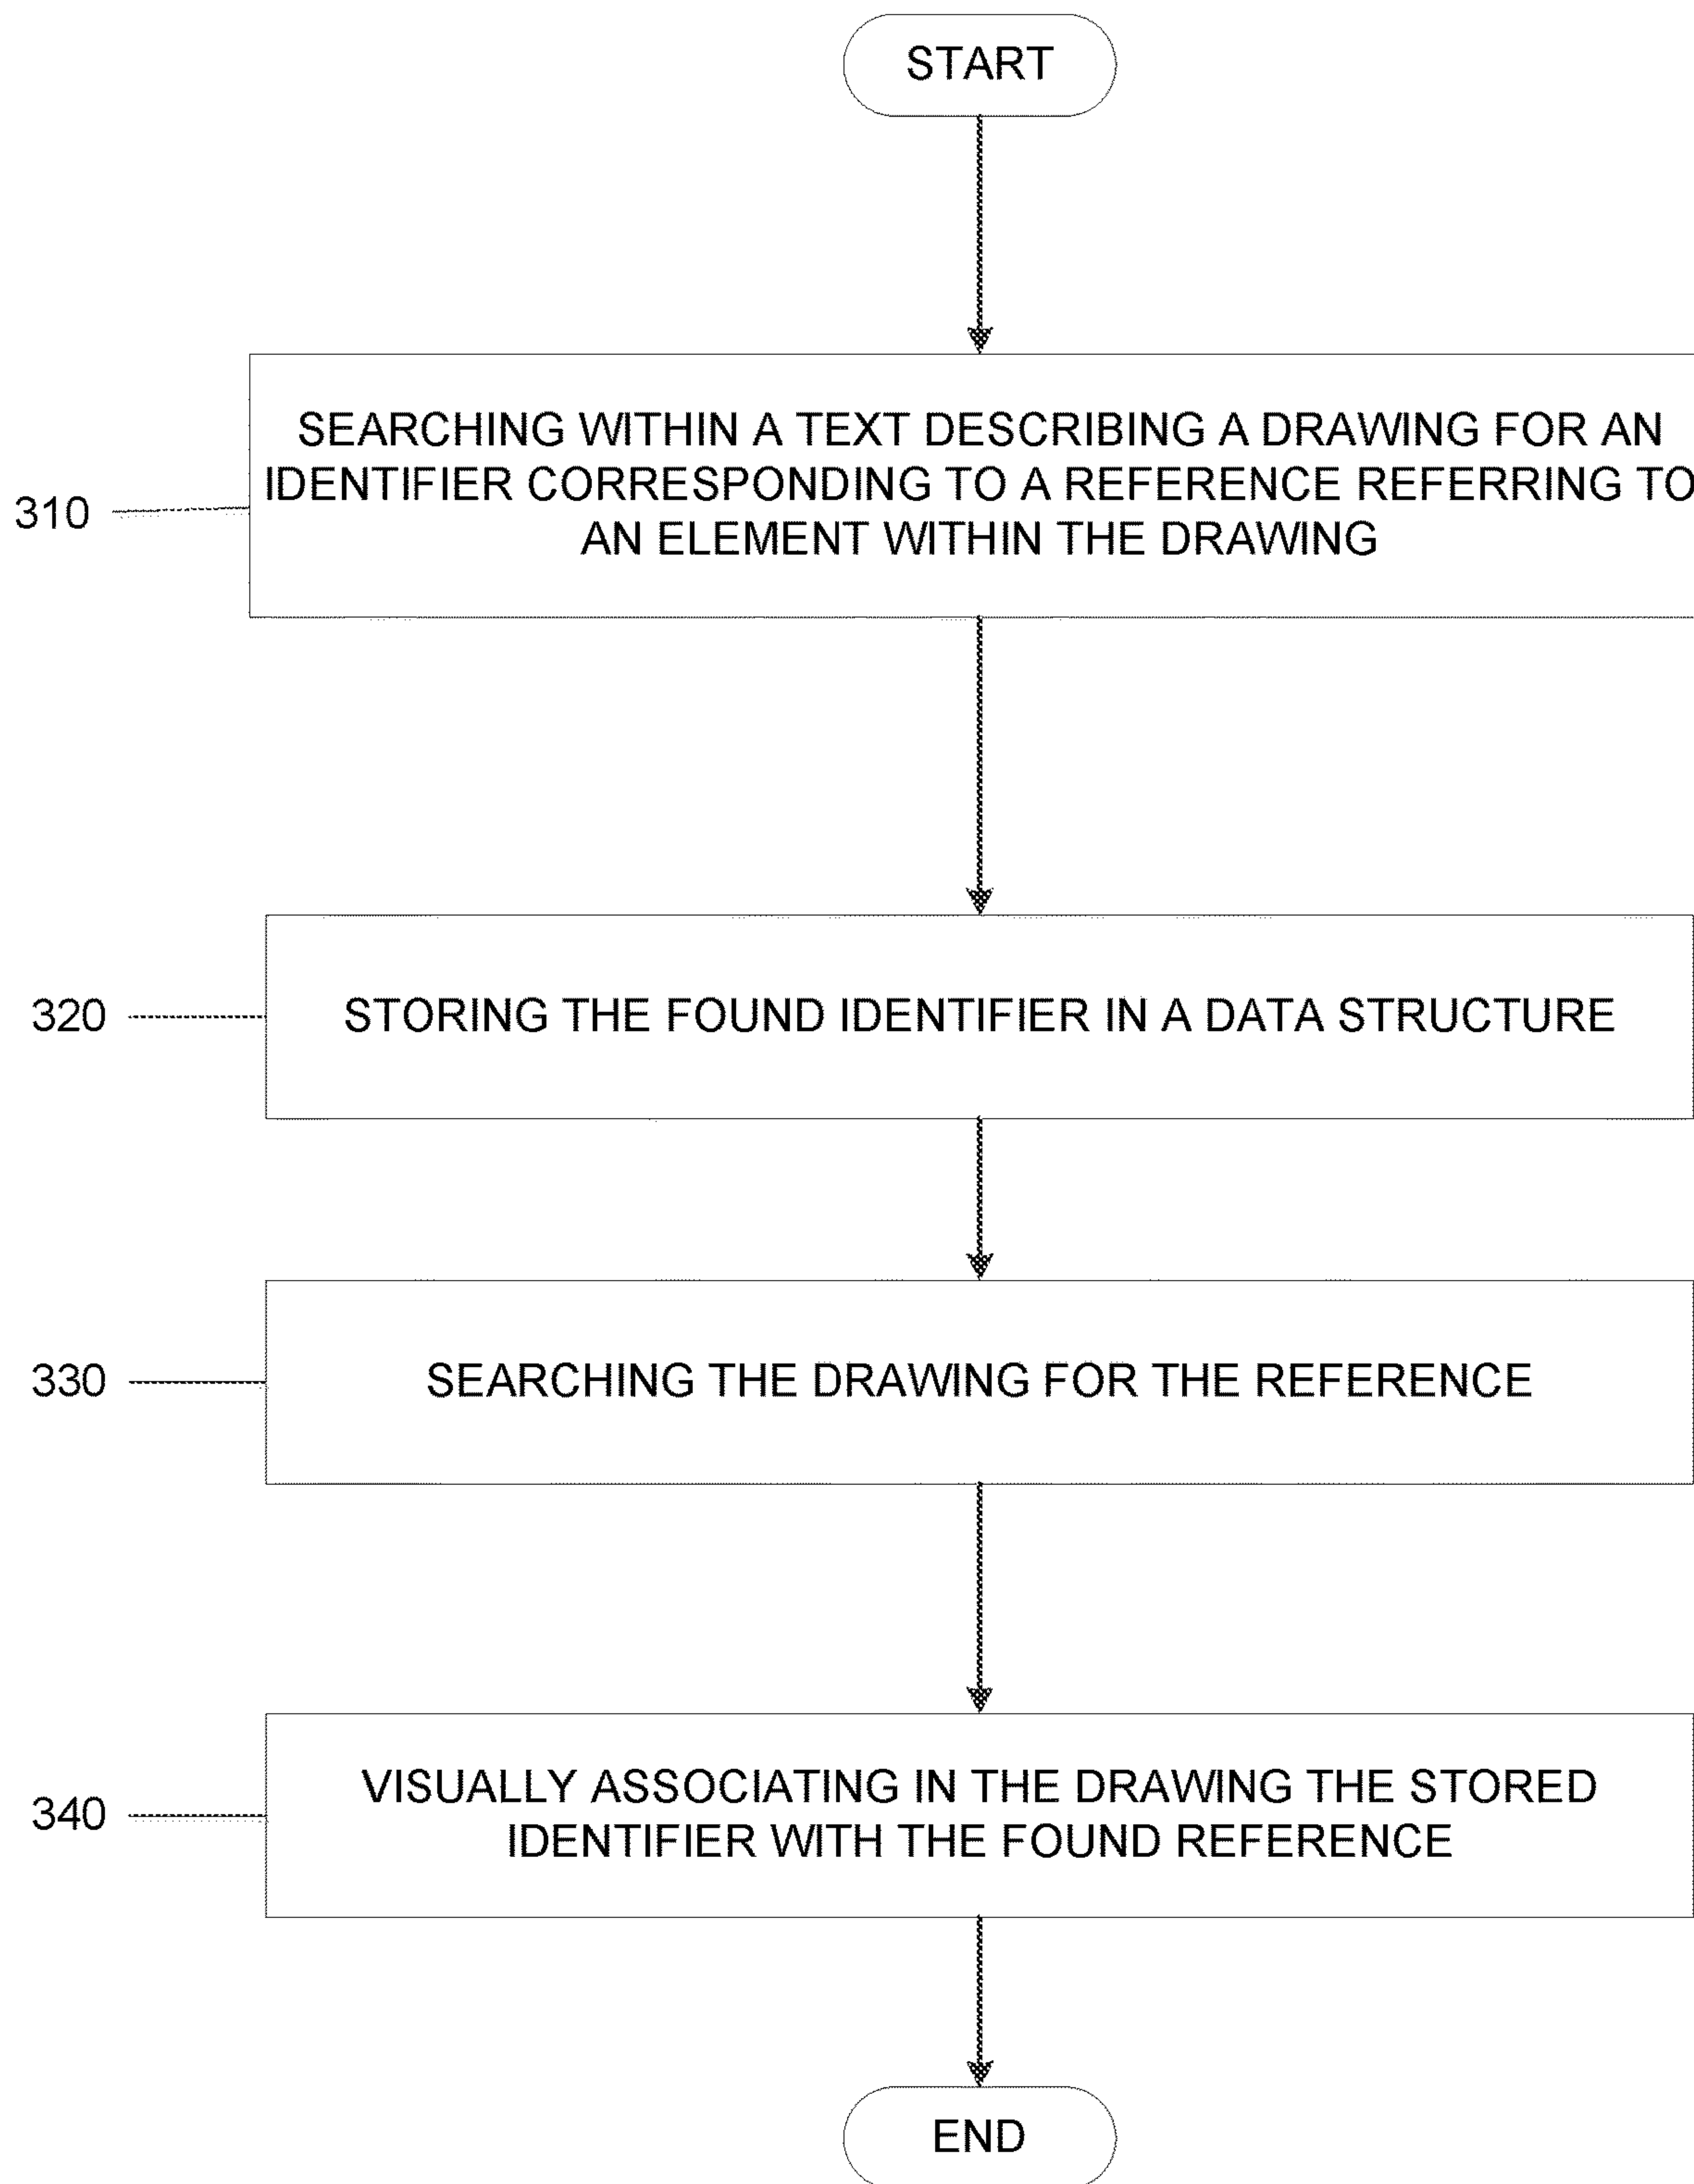 START
SEARCHING WITHIN A TEXT DESCRIBING A DRAWING FOR AN
IDENTIFIER CORRESPONDING TO A REFERENCE REFERRING TO
AN ELEMENT WITHIN THE DRAWING
310
320
STORING THE FOUND IDENTIFIER IN A DATA STRUCTURE
330
SEARCHING THE DRAWING FOR THE REFERENCE
340
VISUALLY ASSOCIATING IN THE DRAWING THE STORED
IDENTIFIER WITH THE FOUND REFERENCE
END